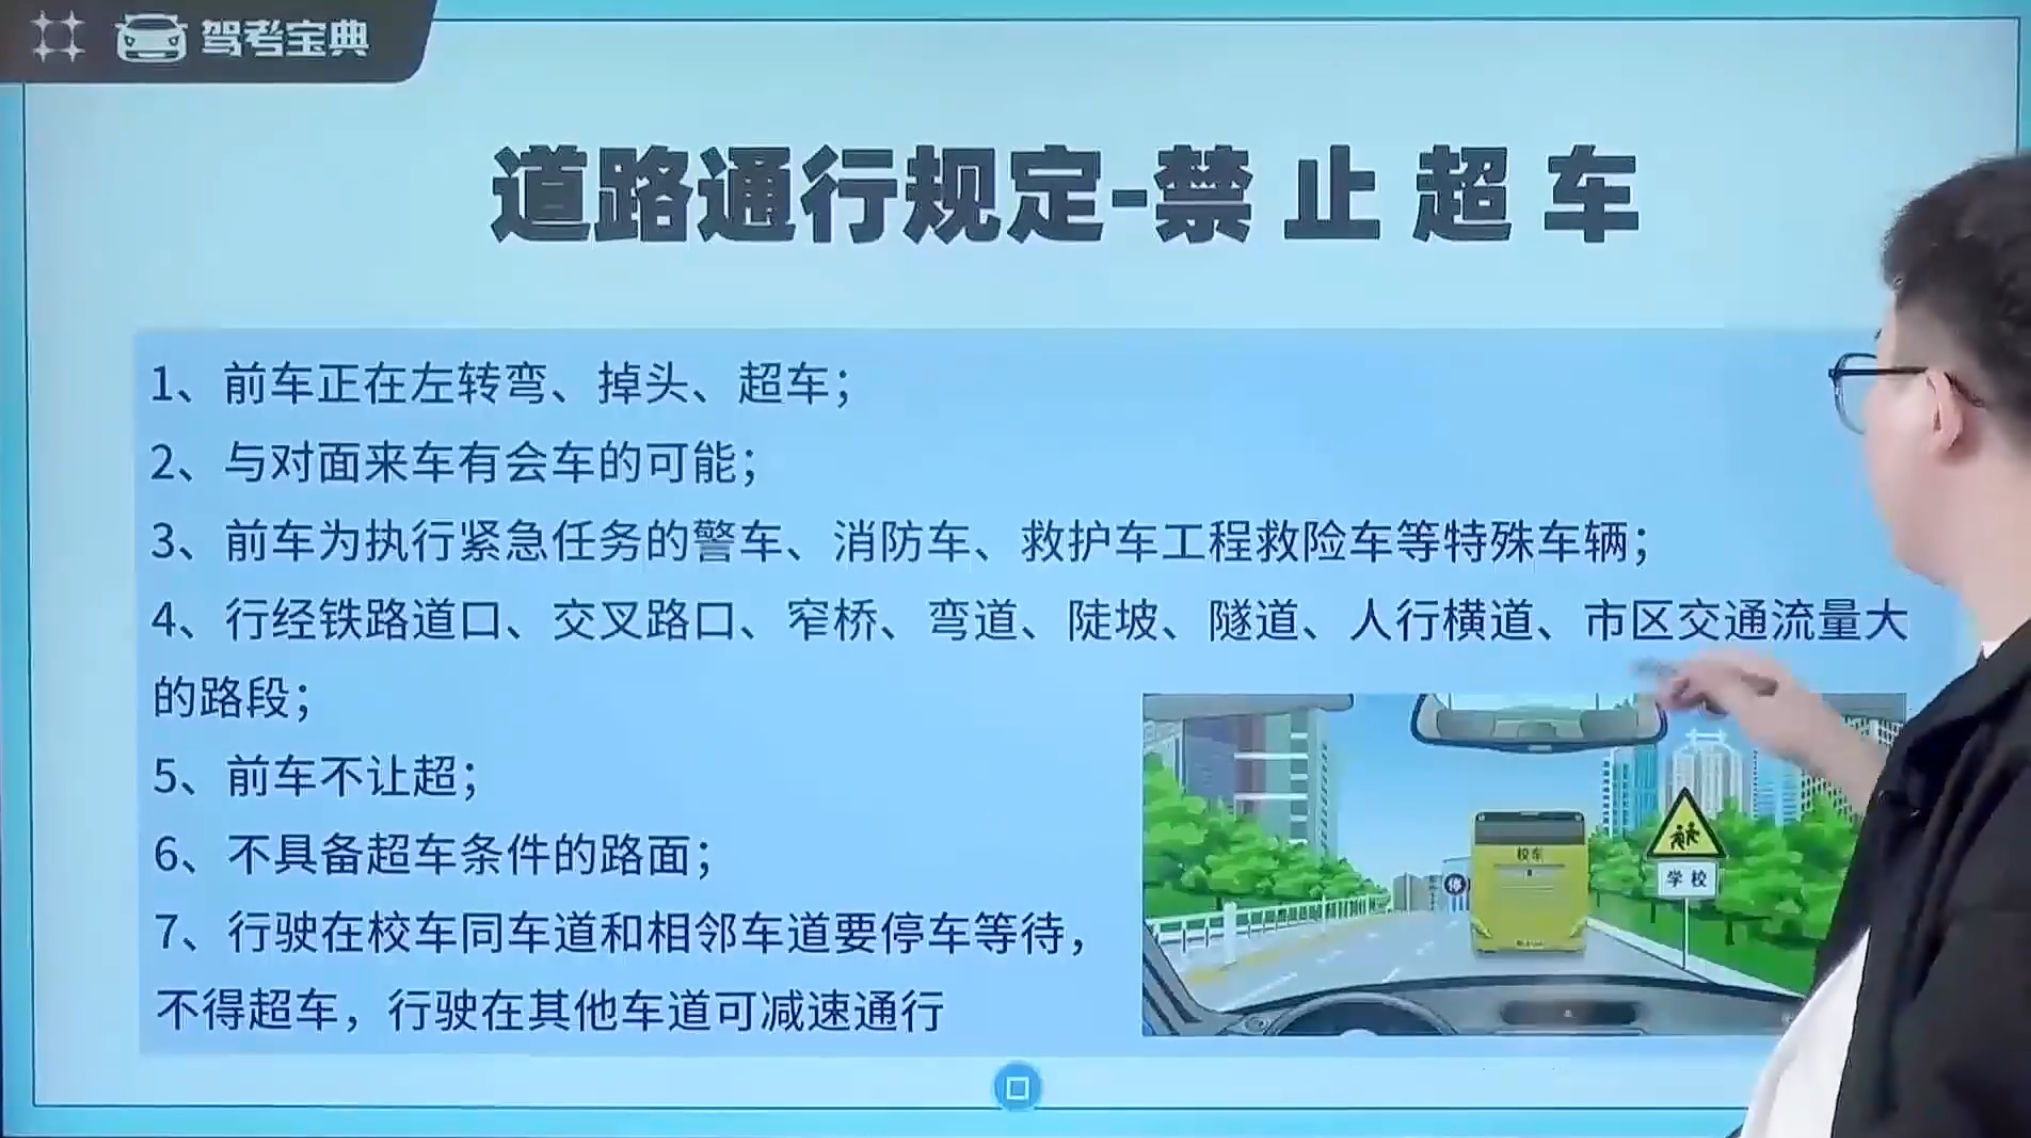 驾考宝典
道路通行规定-禁止超车
1、前车正在左转弯、掉头、超车；
2、与对面来车有会车的可能；
3、前车为执行紧急任务的警车、消防车、救护车工程救险车等特殊车辆；
4、行经铁路道口、交叉路口、窄桥、弯道、陡坡、隧道、人行横道、市区交通流量大
的路段；
5、前车不让超；
6、不具备超车条件的路面；
7、行驶在校车同车道和相邻车道要停车等待，
不得超车，行驶在其他车道可减速通行
校车
停
学校